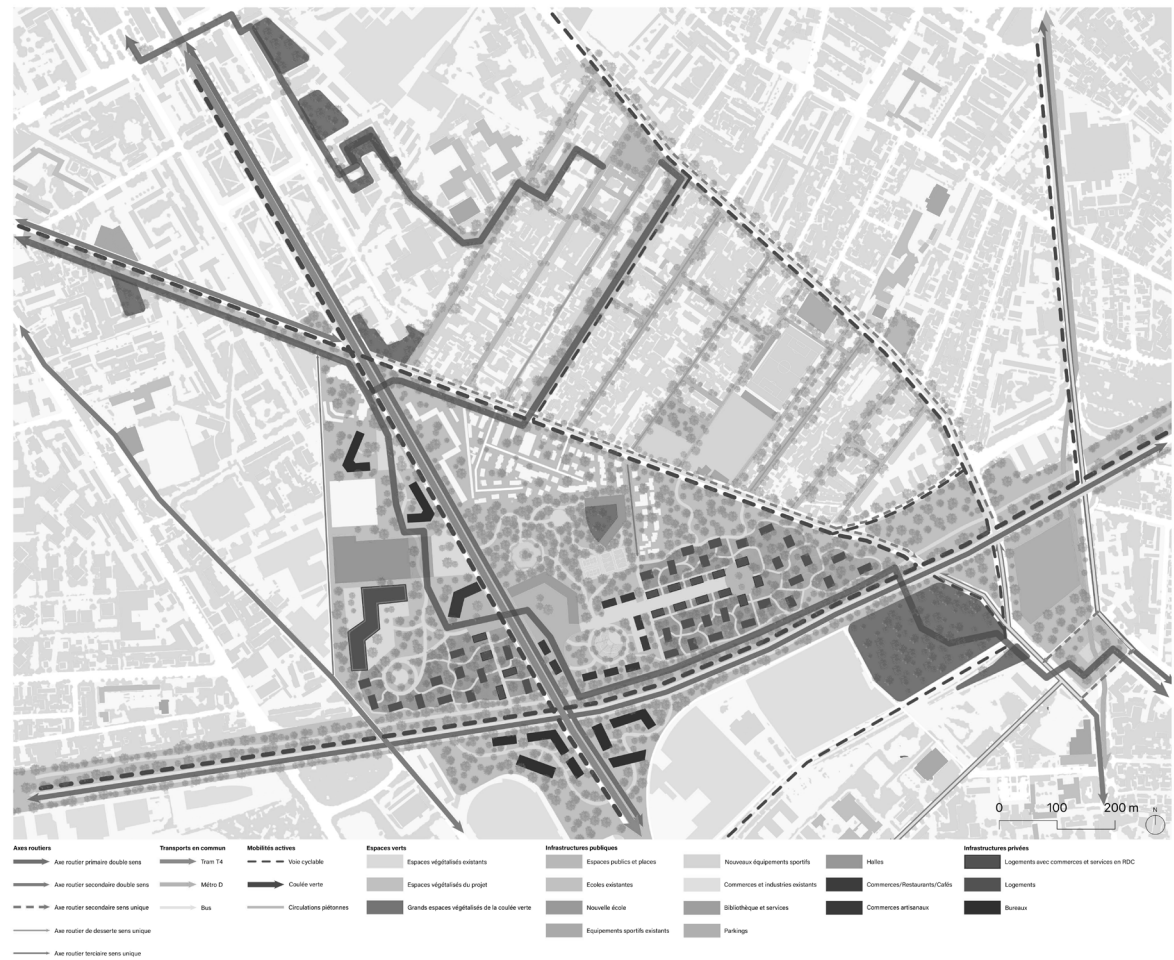 0 100 200 m
N
Axes routiers
Axe routier primaire double sens
Axe routier secondaire double sens
Axe routier secondaire sens unique
Axe routier de desserte sens unique
Axe routier terciaire sens unique
Transports en commun
Tram T4
Métro D
Bus
Mobilités actives
Voie cyclable
Coulée verte
Circulations piétonnes
Espaces verts
Espaces végétalisés existants
Espaces végétalisés du projet
Grands espaces végétalisés de la coulée verte
Infrastructures publiques
Espaces publics et places
Ecoles existantes
Nouvelle école
Equipements sportifs existants
Nouveaux équipements sportifs
Commerces et industries existants
Bibliothèque et services
Parkings
Halles
Commerces/Restaurants/Cafés
Commerces artisanaux
Infrastructures privées
Logements avec commerces et services en RDC
Logements
Bureaux